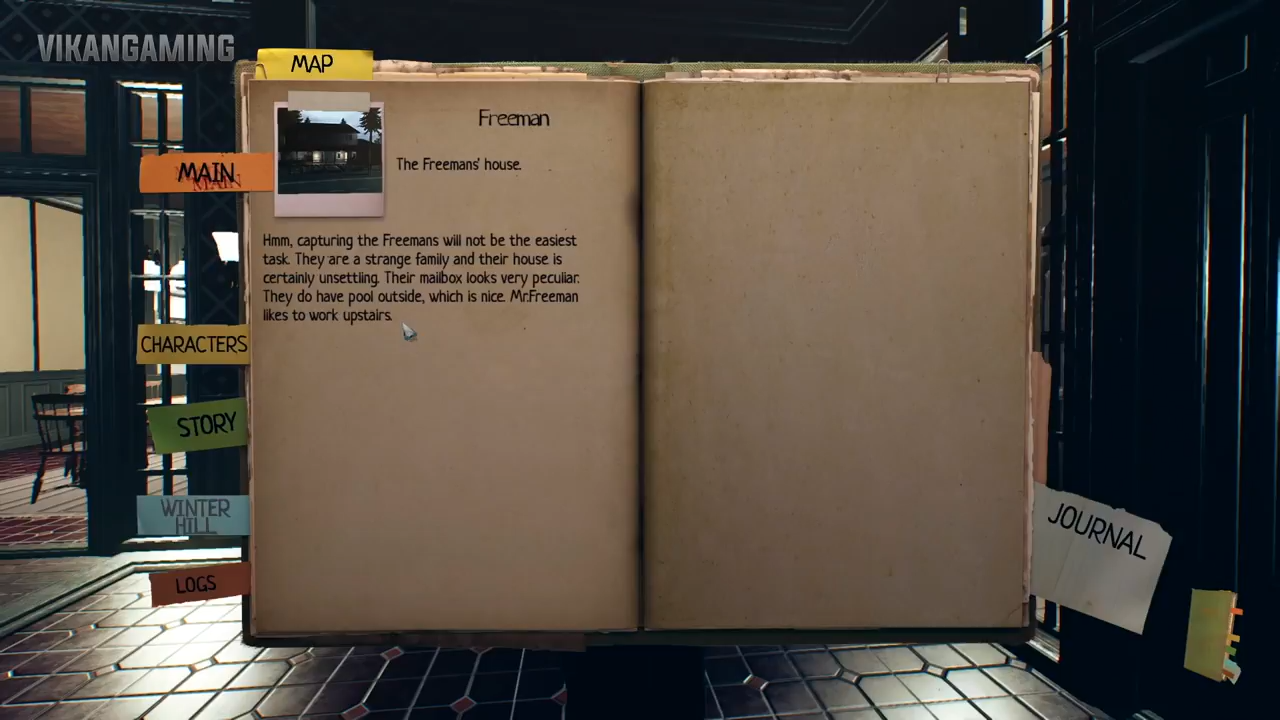 VIKANGAMING
MAP
Freeman
MAIN
The Freemans' house.
Hmm, capturing the Freemans will not be the easiest
task. They are a strange family and their house is
certainly unsettling. Their mailbox looks very peculiar.
They do have pool outside, which is nice. Mr.Freeman
likes to work upstairs.
CHARACTERS
STORY
WINTER
HILL
LOGS
JOURNAL